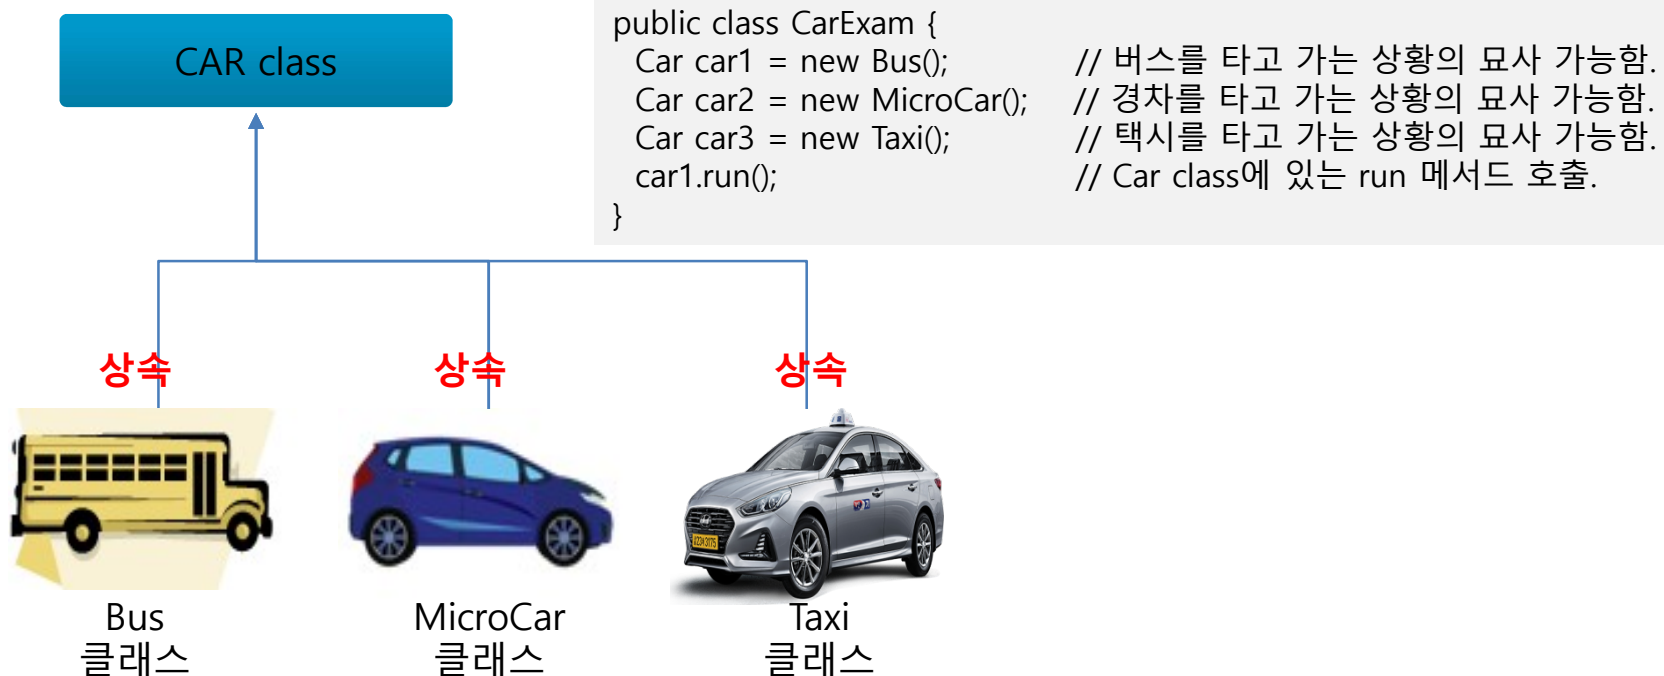 CAR class
public class CarExam {
Car car1 = new Bus(); // 버스를 타고 가는 상황의 묘사 가능함.
Car car2 = new MicroCar(); // 경차를 타고 가는 상황의 묘사 가능함.
Car car3 = new Taxi(); // 택시를 타고 가는 상황의 묘사 가능함.
car1.run(); // Car class에 있는 run 메서드 호출.
}
상속
상속
상속
Bus
클래스
MicroCar
클래스
Taxi
클래스